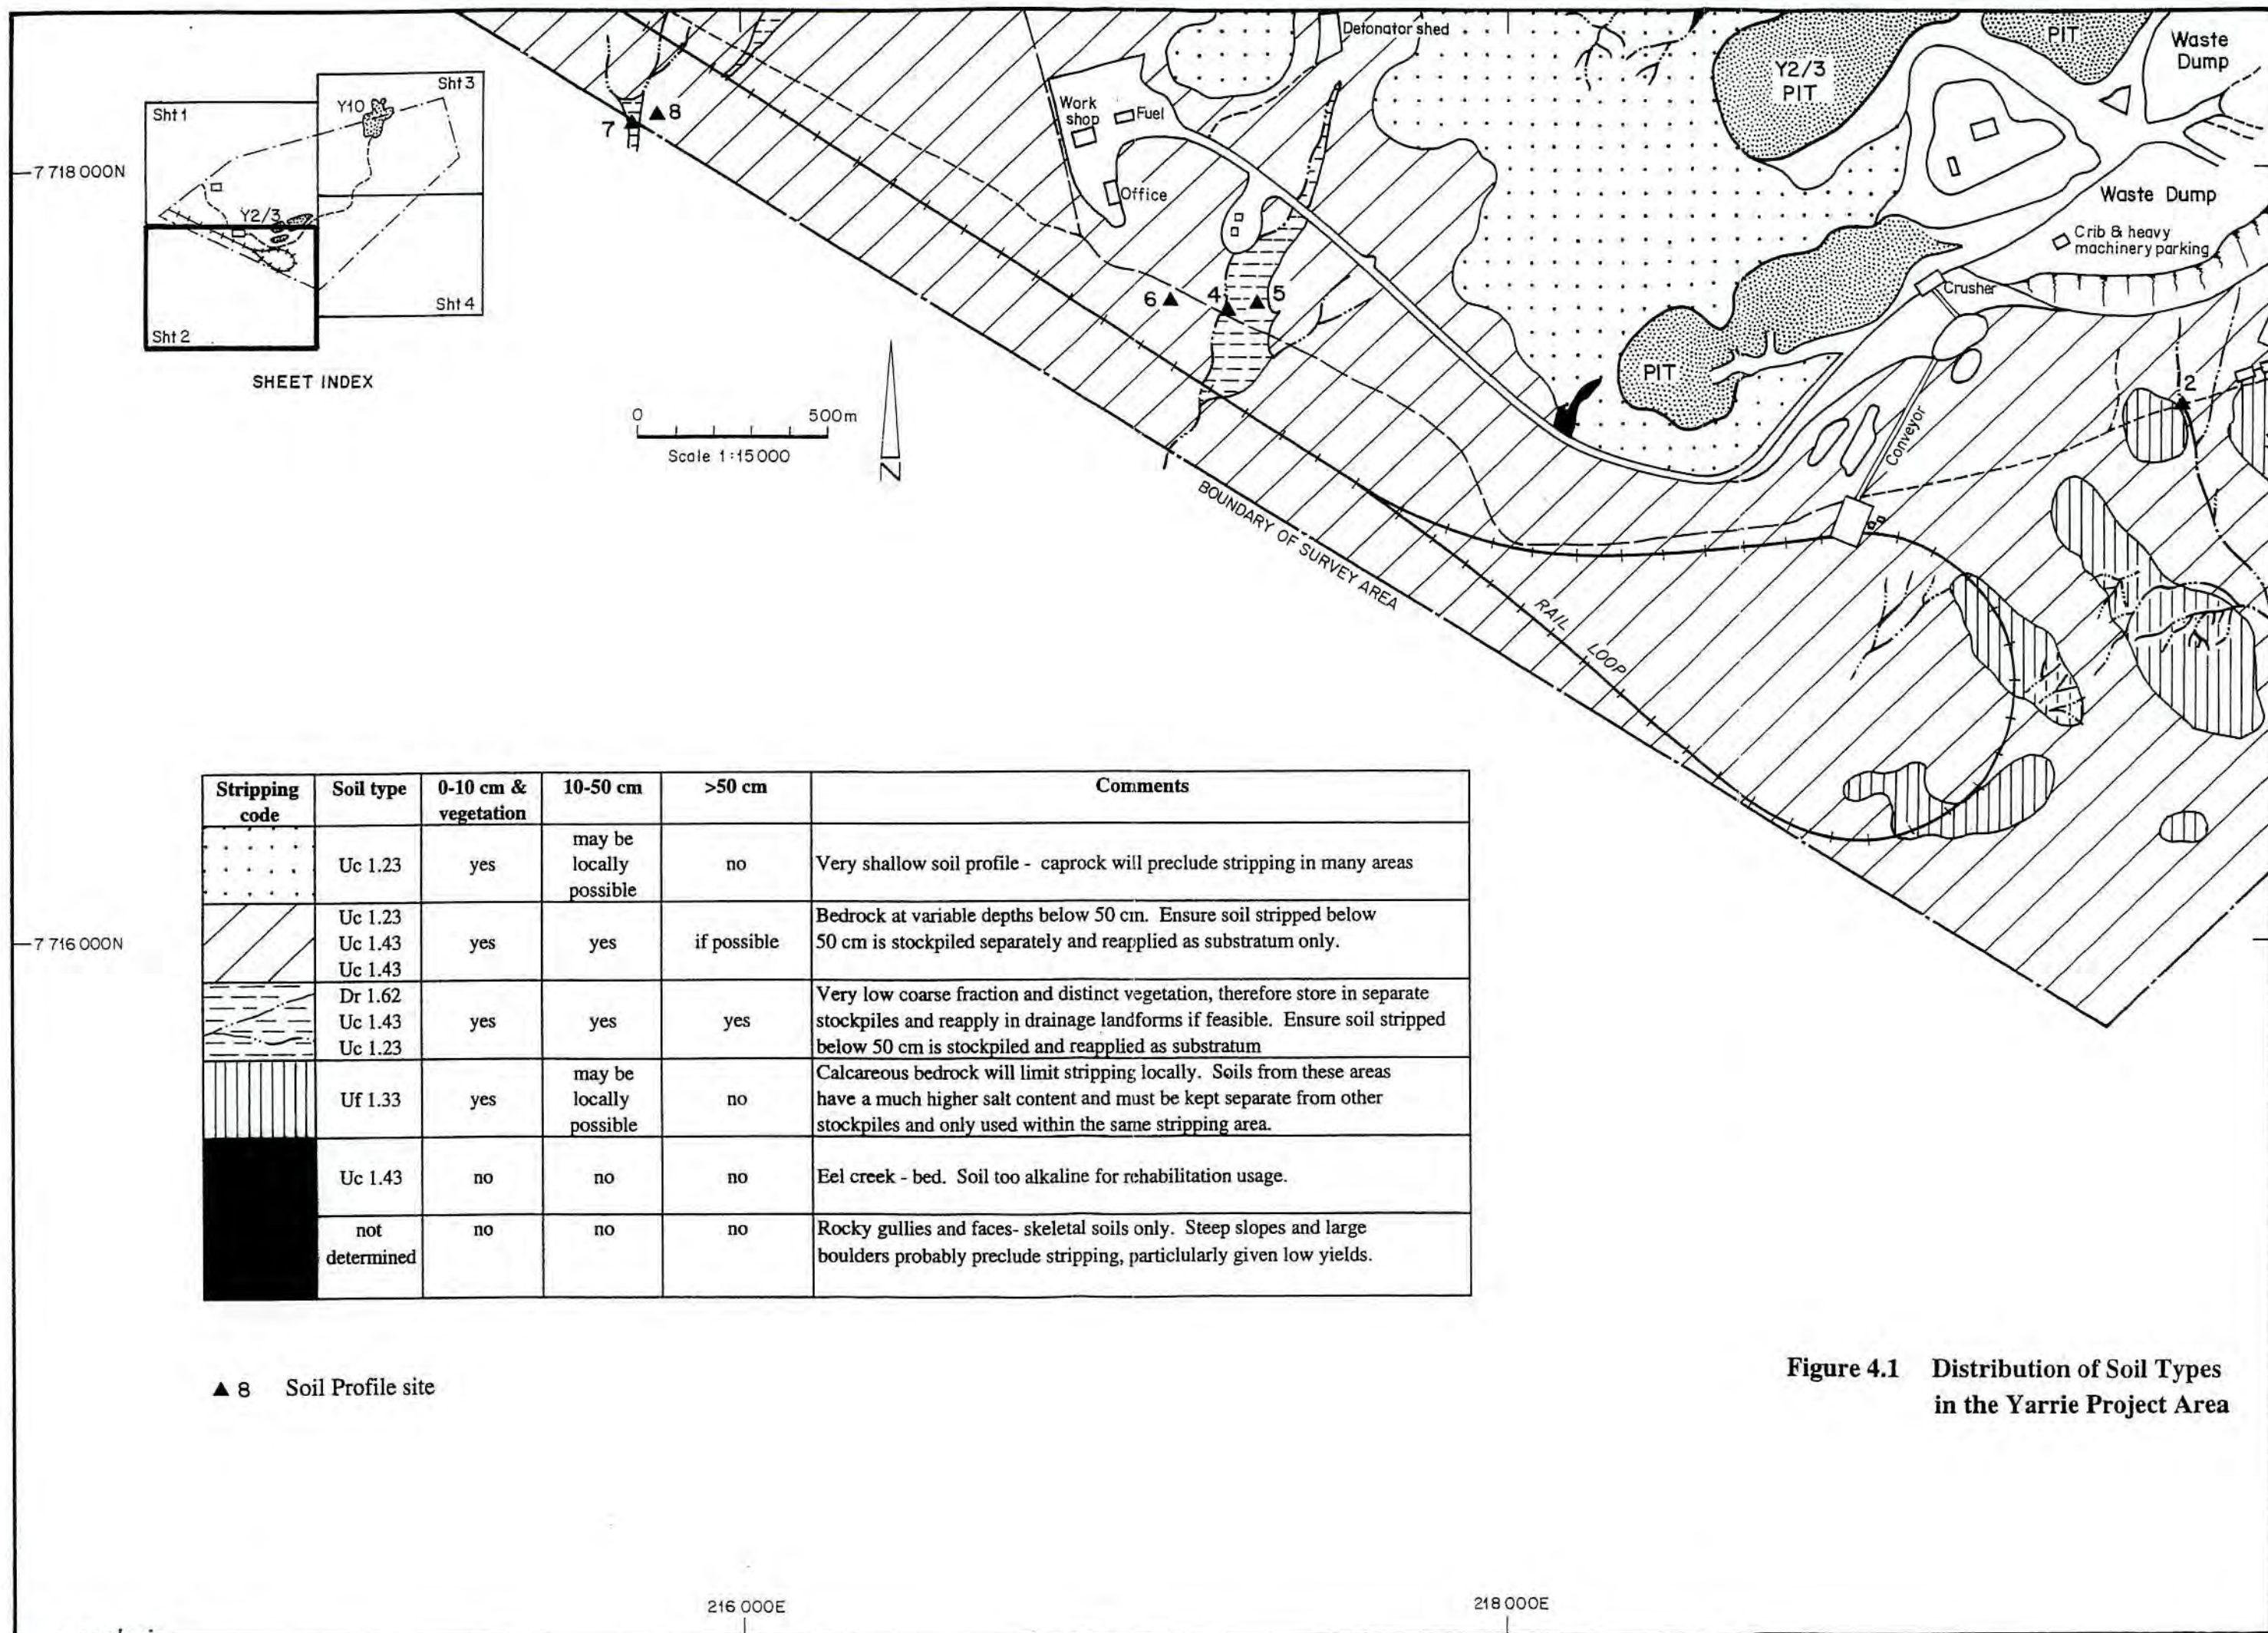 Sht 1
Sht 3
Y10
Y2/3
Sht 2
Sht 4
SHEET INDEX
0 500m
Scale 1:15000
N
7 718 000N
7 716 000N
216 000E
218 000E
7
8
Work
shop
Fuel
Office
Detonator shed
6
4
5
Y2/3
PIT
PIT
Waste
Dump
Waste Dump
Crib & heavy
machinery parking
Crusher
PIT
Conveyor
2
BOUNDARY OF SURVEY AREA
RAIL LOOP
Stripping
code
Soil type
0-10 cm &
vegetation
10-50 cm
>50 cm
Comments
Uc 1.23
yes
may be
locally
possible
no
Very shallow soil profile - caprock will preclude stripping in many areas
Uc 1.23
Uc 1.43
Uc 1.43
yes
yes
if possible
Bedrock at variable depths below 50 cm. Ensure soil stripped below
50 cm is stockpiled separately and reapplied as substratum only.
Dr 1.62
Uc 1.43
Uc 1.23
yes
yes
yes
Very low coarse fraction and distinct vegetation, therefore store in separate
stockpiles and reapply in drainage landforms if feasible. Ensure soil stripped
below 50 cm is stockpiled and reapplied as substratum
Uf 1.33
yes
may be
locally
possible
no
Calcareous bedrock will limit stripping locally. Soils from these areas
have a much higher salt content and must be kept separate from other
stockpiles and only used within the same stripping area.
Uc 1.43
no
no
no
Eel creek - bed. Soil too alkaline for rehabilitation usage.
not
determined
no
no
no
Rocky gullies and faces- skeletal soils only. Steep slopes and large
boulders probably preclude stripping, particlularly given low yields.
▲ 8 Soil Profile site
Figure 4.1 Distribution of Soil Types
in the Yarrie Project Area